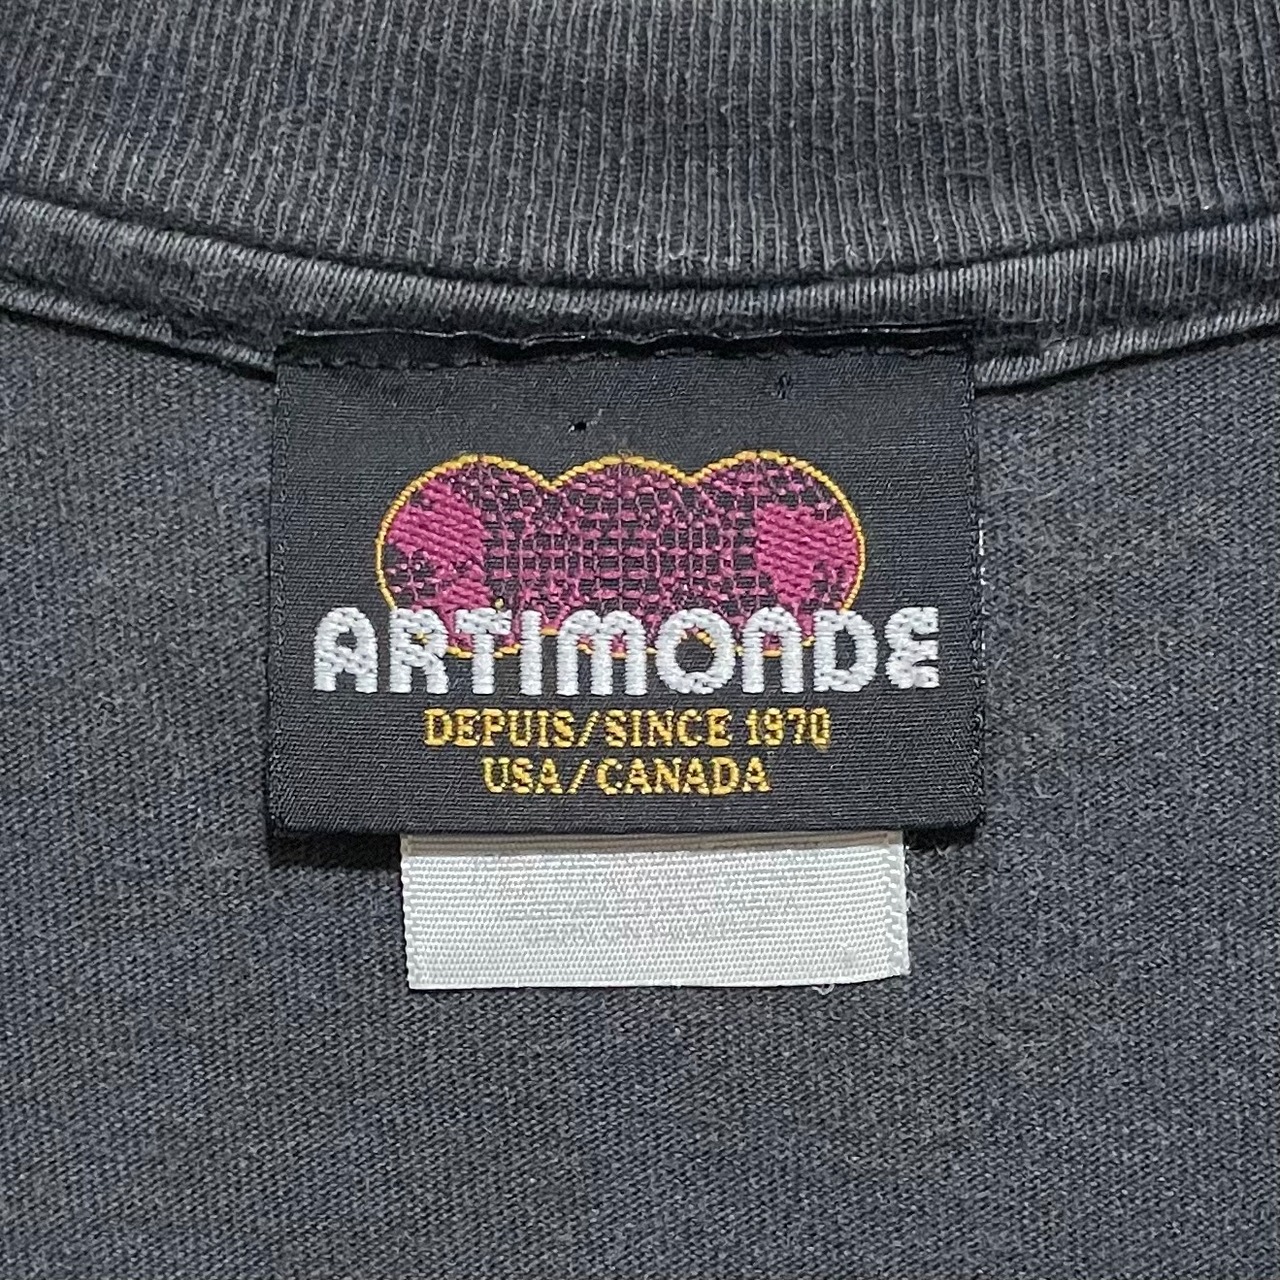 ARTIMONDE
DEPUIS/SINCE 1970
USA/CANADA